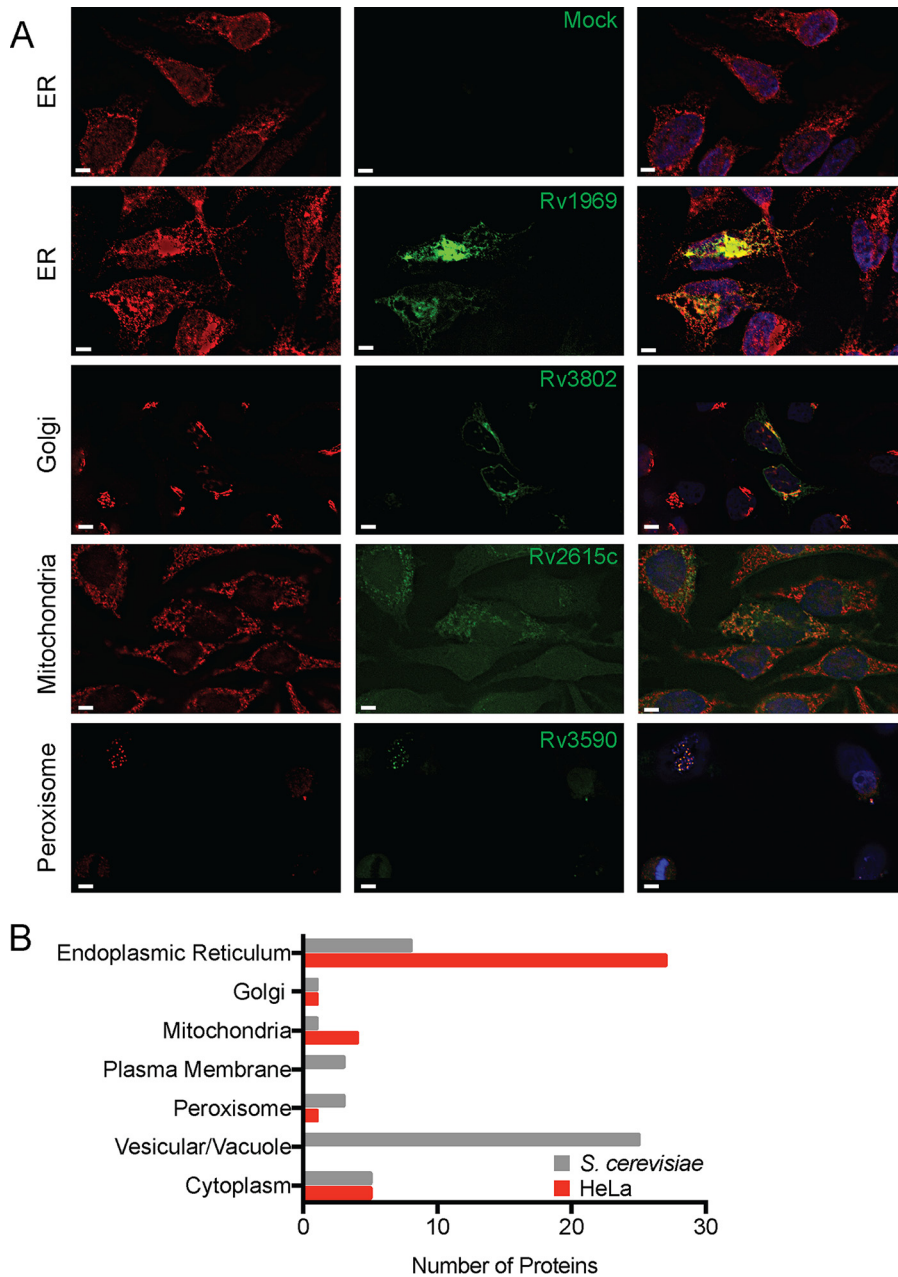 A
ER
Mock
ER
Rv1969
Golgi
Rv3802
Mitochondria
Rv2615c
Peroxisome
Rv3590
B
Endoplasmic Reticulum
Golgi
Mitochondria
Plasma Membrane
Peroxisome
Vesicular/Vacuole
Cytoplasm
S. cerevisiae
HeLa
0 10 20 30
Number of Proteins